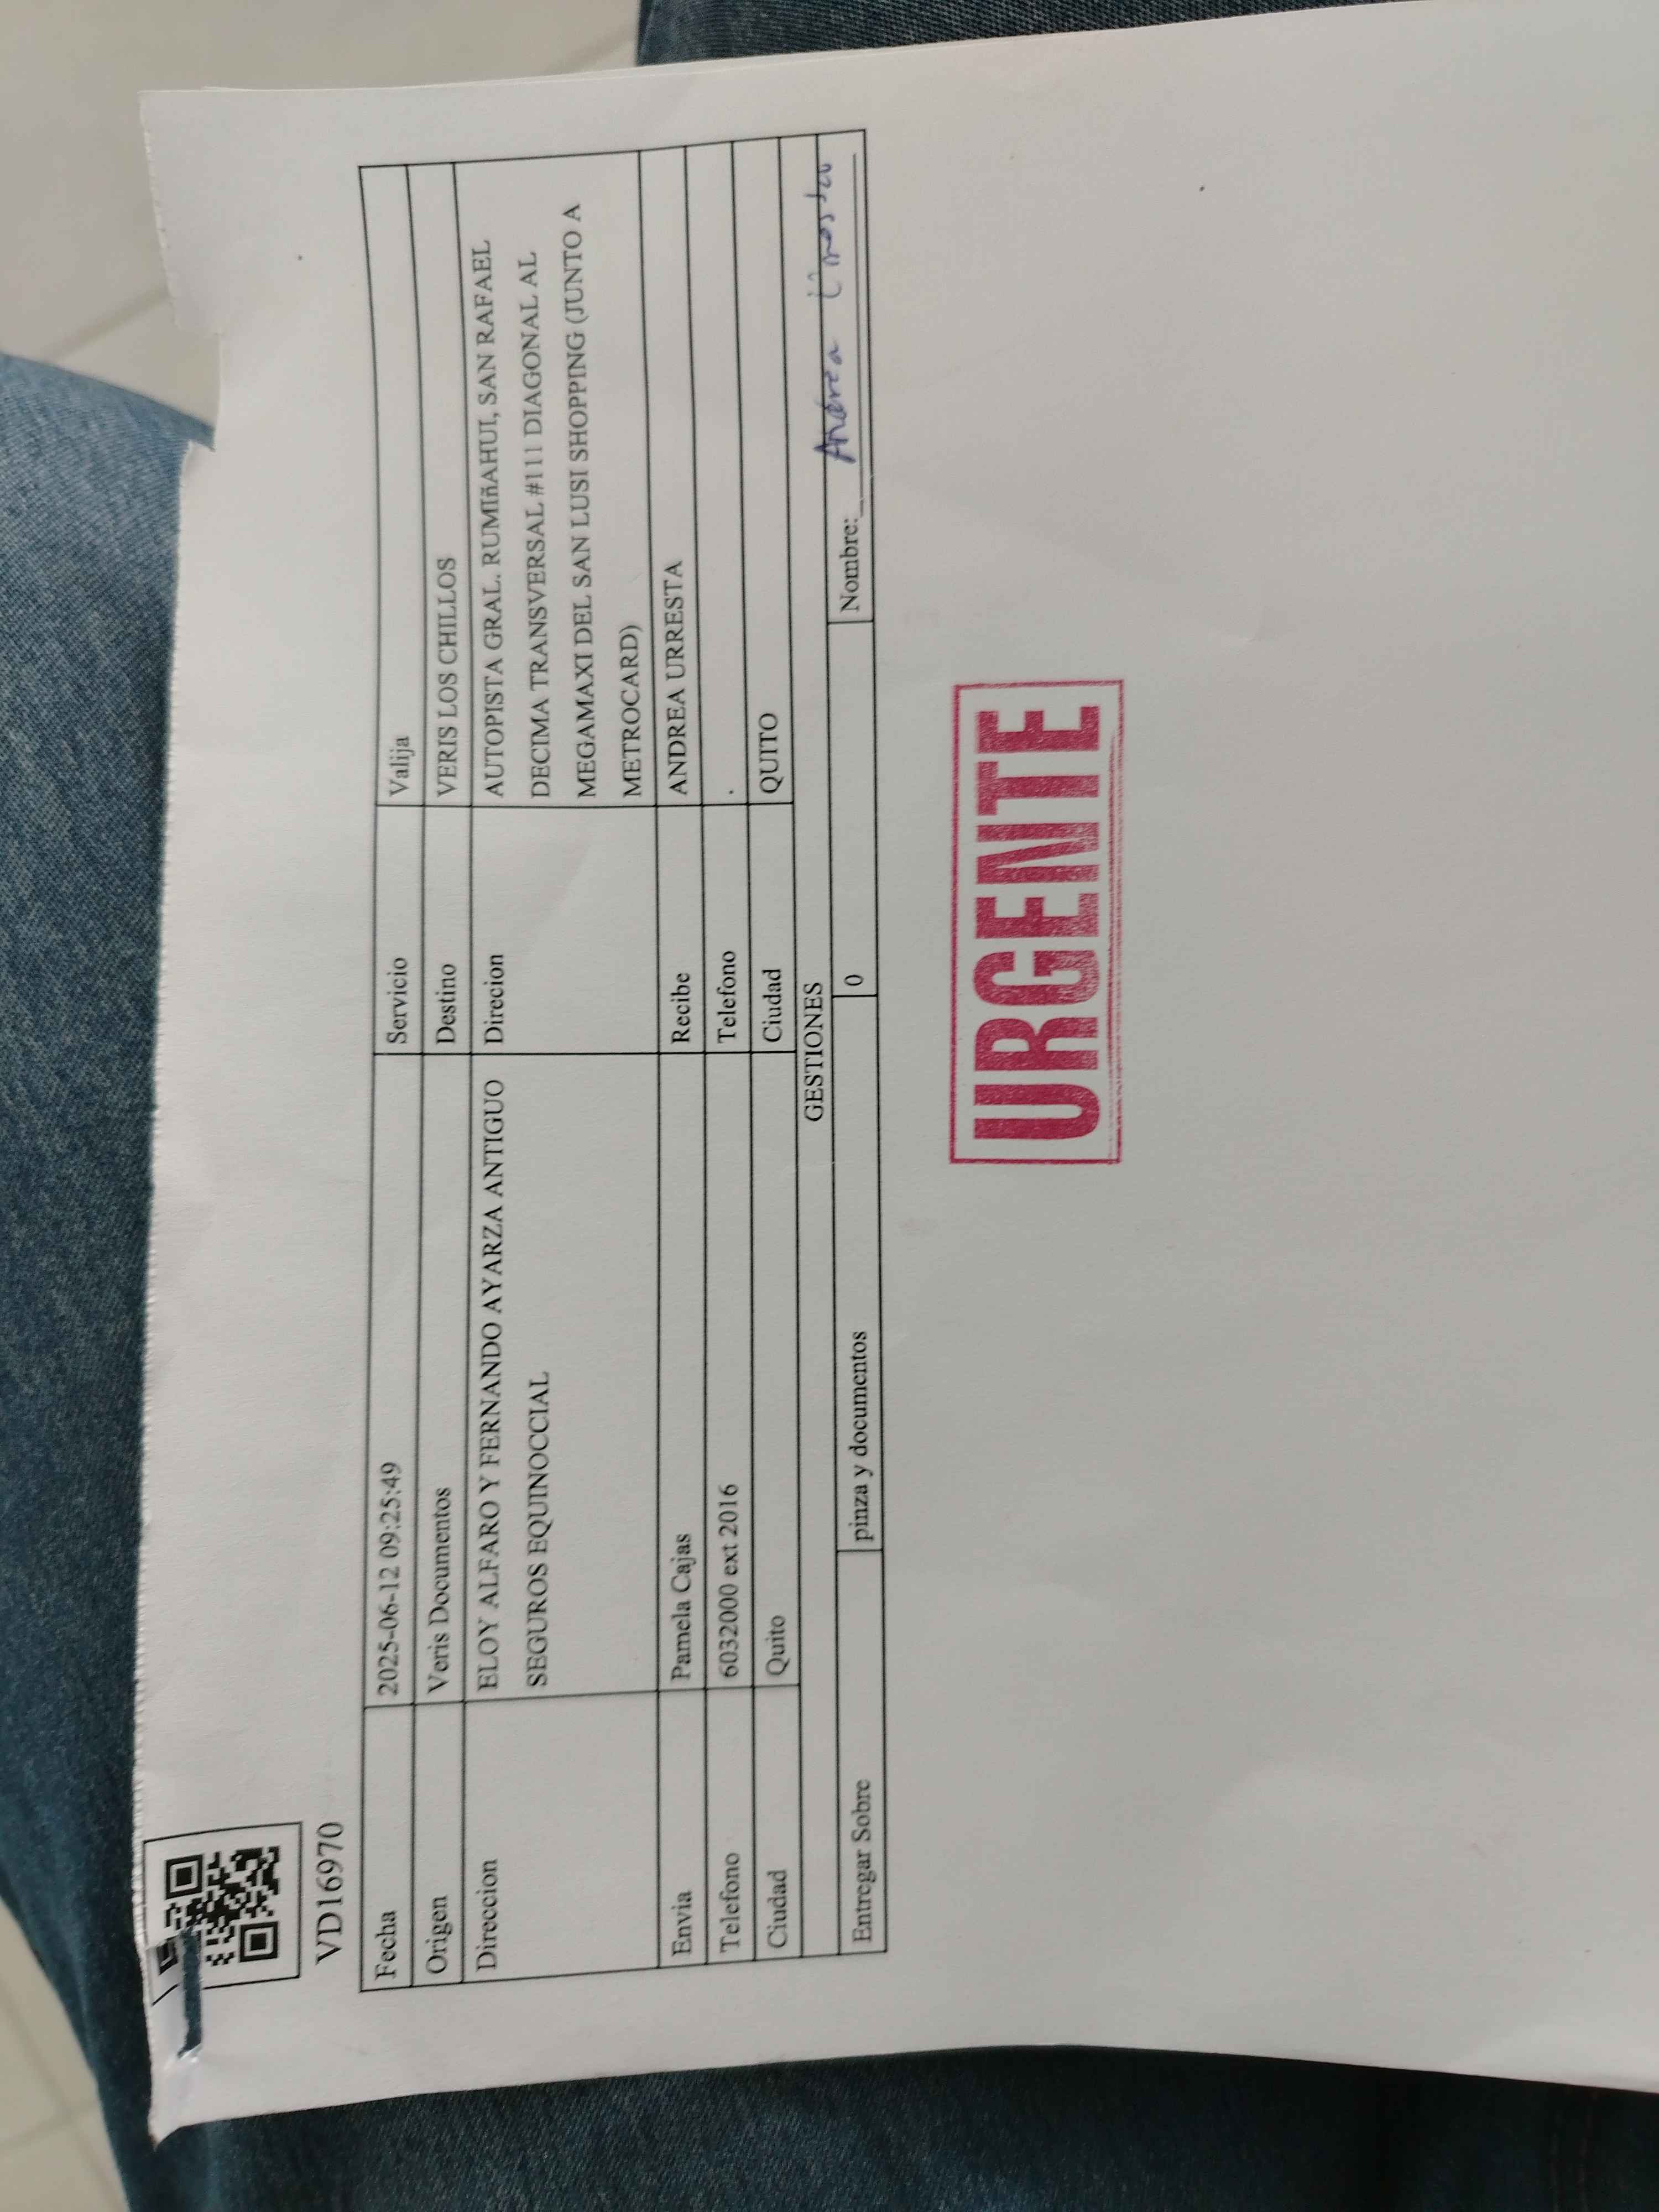 VD16970
Fecha 2025-06-12 09:25:49 Servicio Valija
Origen Veris Documentos Destino VERIS LOS CHILLOS
Direccion ELOY ALFARO Y FERNANDO AYARZA ANTIGUO Direcion AUTOPISTA GRAL. RUMIñAHUI, SAN RAFAEL
SEGUROS EQUINOCCIAL DECIMA TRANSVERSAL #111 DIAGONAL AL
MEGAMAXI DEL SAN LUSI SHOPPING (JUNTO A
METROCARD)
Envia Pamela Cajas Recibe ANDREA URRESTA
Telefono 6032000 ext 2016 Telefono .
Ciudad Quito Ciudad QUITO
GESTIONES
Entregar Sobre pinza y documentos 0 Nombre: Andrea Urresta
URGENTE